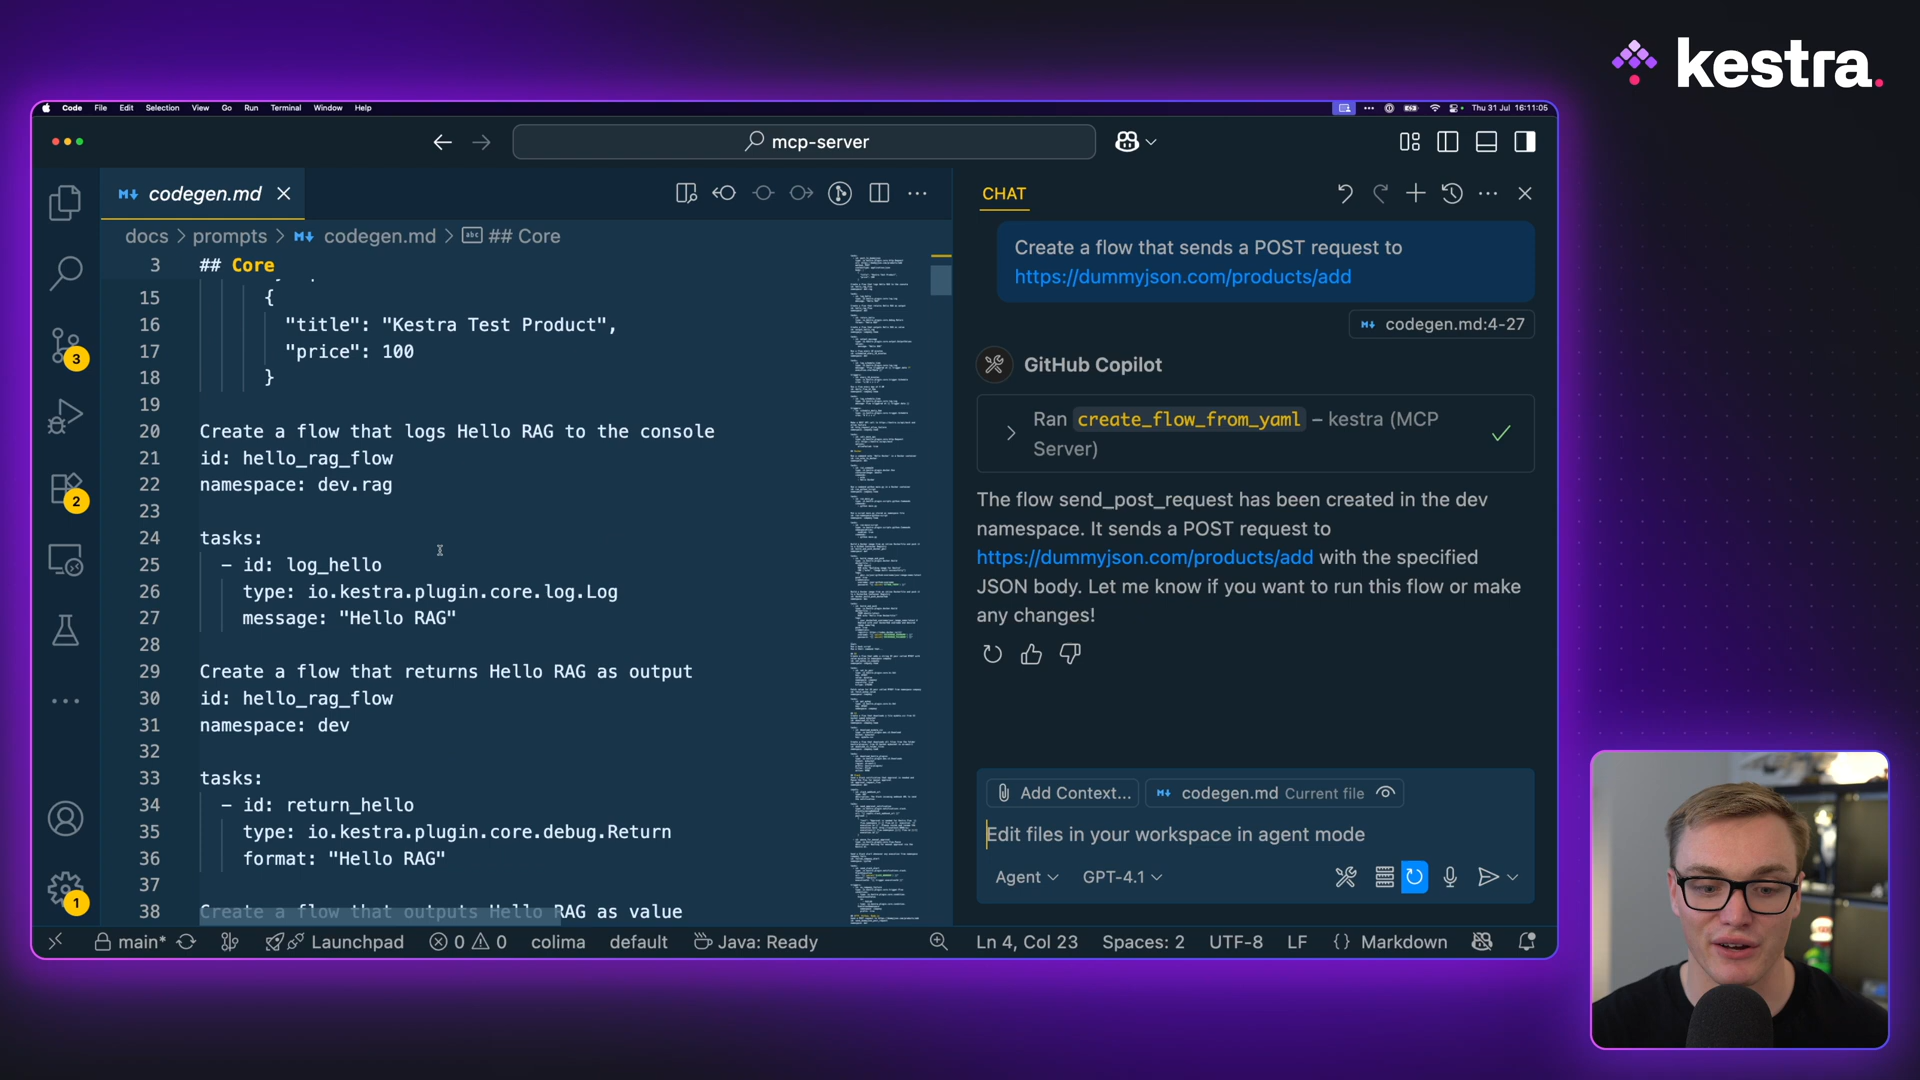 kestra.
Code File Edit Selection View Go Run Terminal Window Help
Thu 31 Jul 16:11:05
mcp-server
codegen.md
docs > prompts > codegen.md > abc ## Core
3 ## Core
15 {
16 "title": "Kestra Test Product",
17 "price": 100
18 }
19
20 Create a flow that logs Hello RAG to the console
21 id: hello_rag_flow
22 namespace: dev.rag
23
24 tasks:
25 - id: log_hello
26 type: io.kestra.plugin.core.log.Log
27 message: "Hello RAG"
28
29 Create a flow that returns Hello RAG as output
30 id: hello_rag_flow
31 namespace: dev
32
33 tasks:
34 - id: return_hello
35 type: io.kestra.plugin.core.debug.Return
36 format: "Hello RAG"
37
38 Create a flow that outputs Hello RAG as value
3
2
1
CHAT
Create a flow that sends a POST request to
https://dummyjson.com/products/add
codegen.md:4-27
GitHub Copilot
Ran create_flow_from_yaml – kestra (MCP
Server)
The flow send_post_request has been created in the dev
namespace. It sends a POST request to
https://dummyjson.com/products/add with the specified
JSON body. Let me know if you want to run this flow or make
any changes!
Add Context... codegen.md Current file
Edit files in your workspace in agent mode
Agent GPT-4.1
main* Launchpad 0 0 colima default Java: Ready
Ln 4, Col 23 Spaces: 2 UTF-8 LF {} Markdown